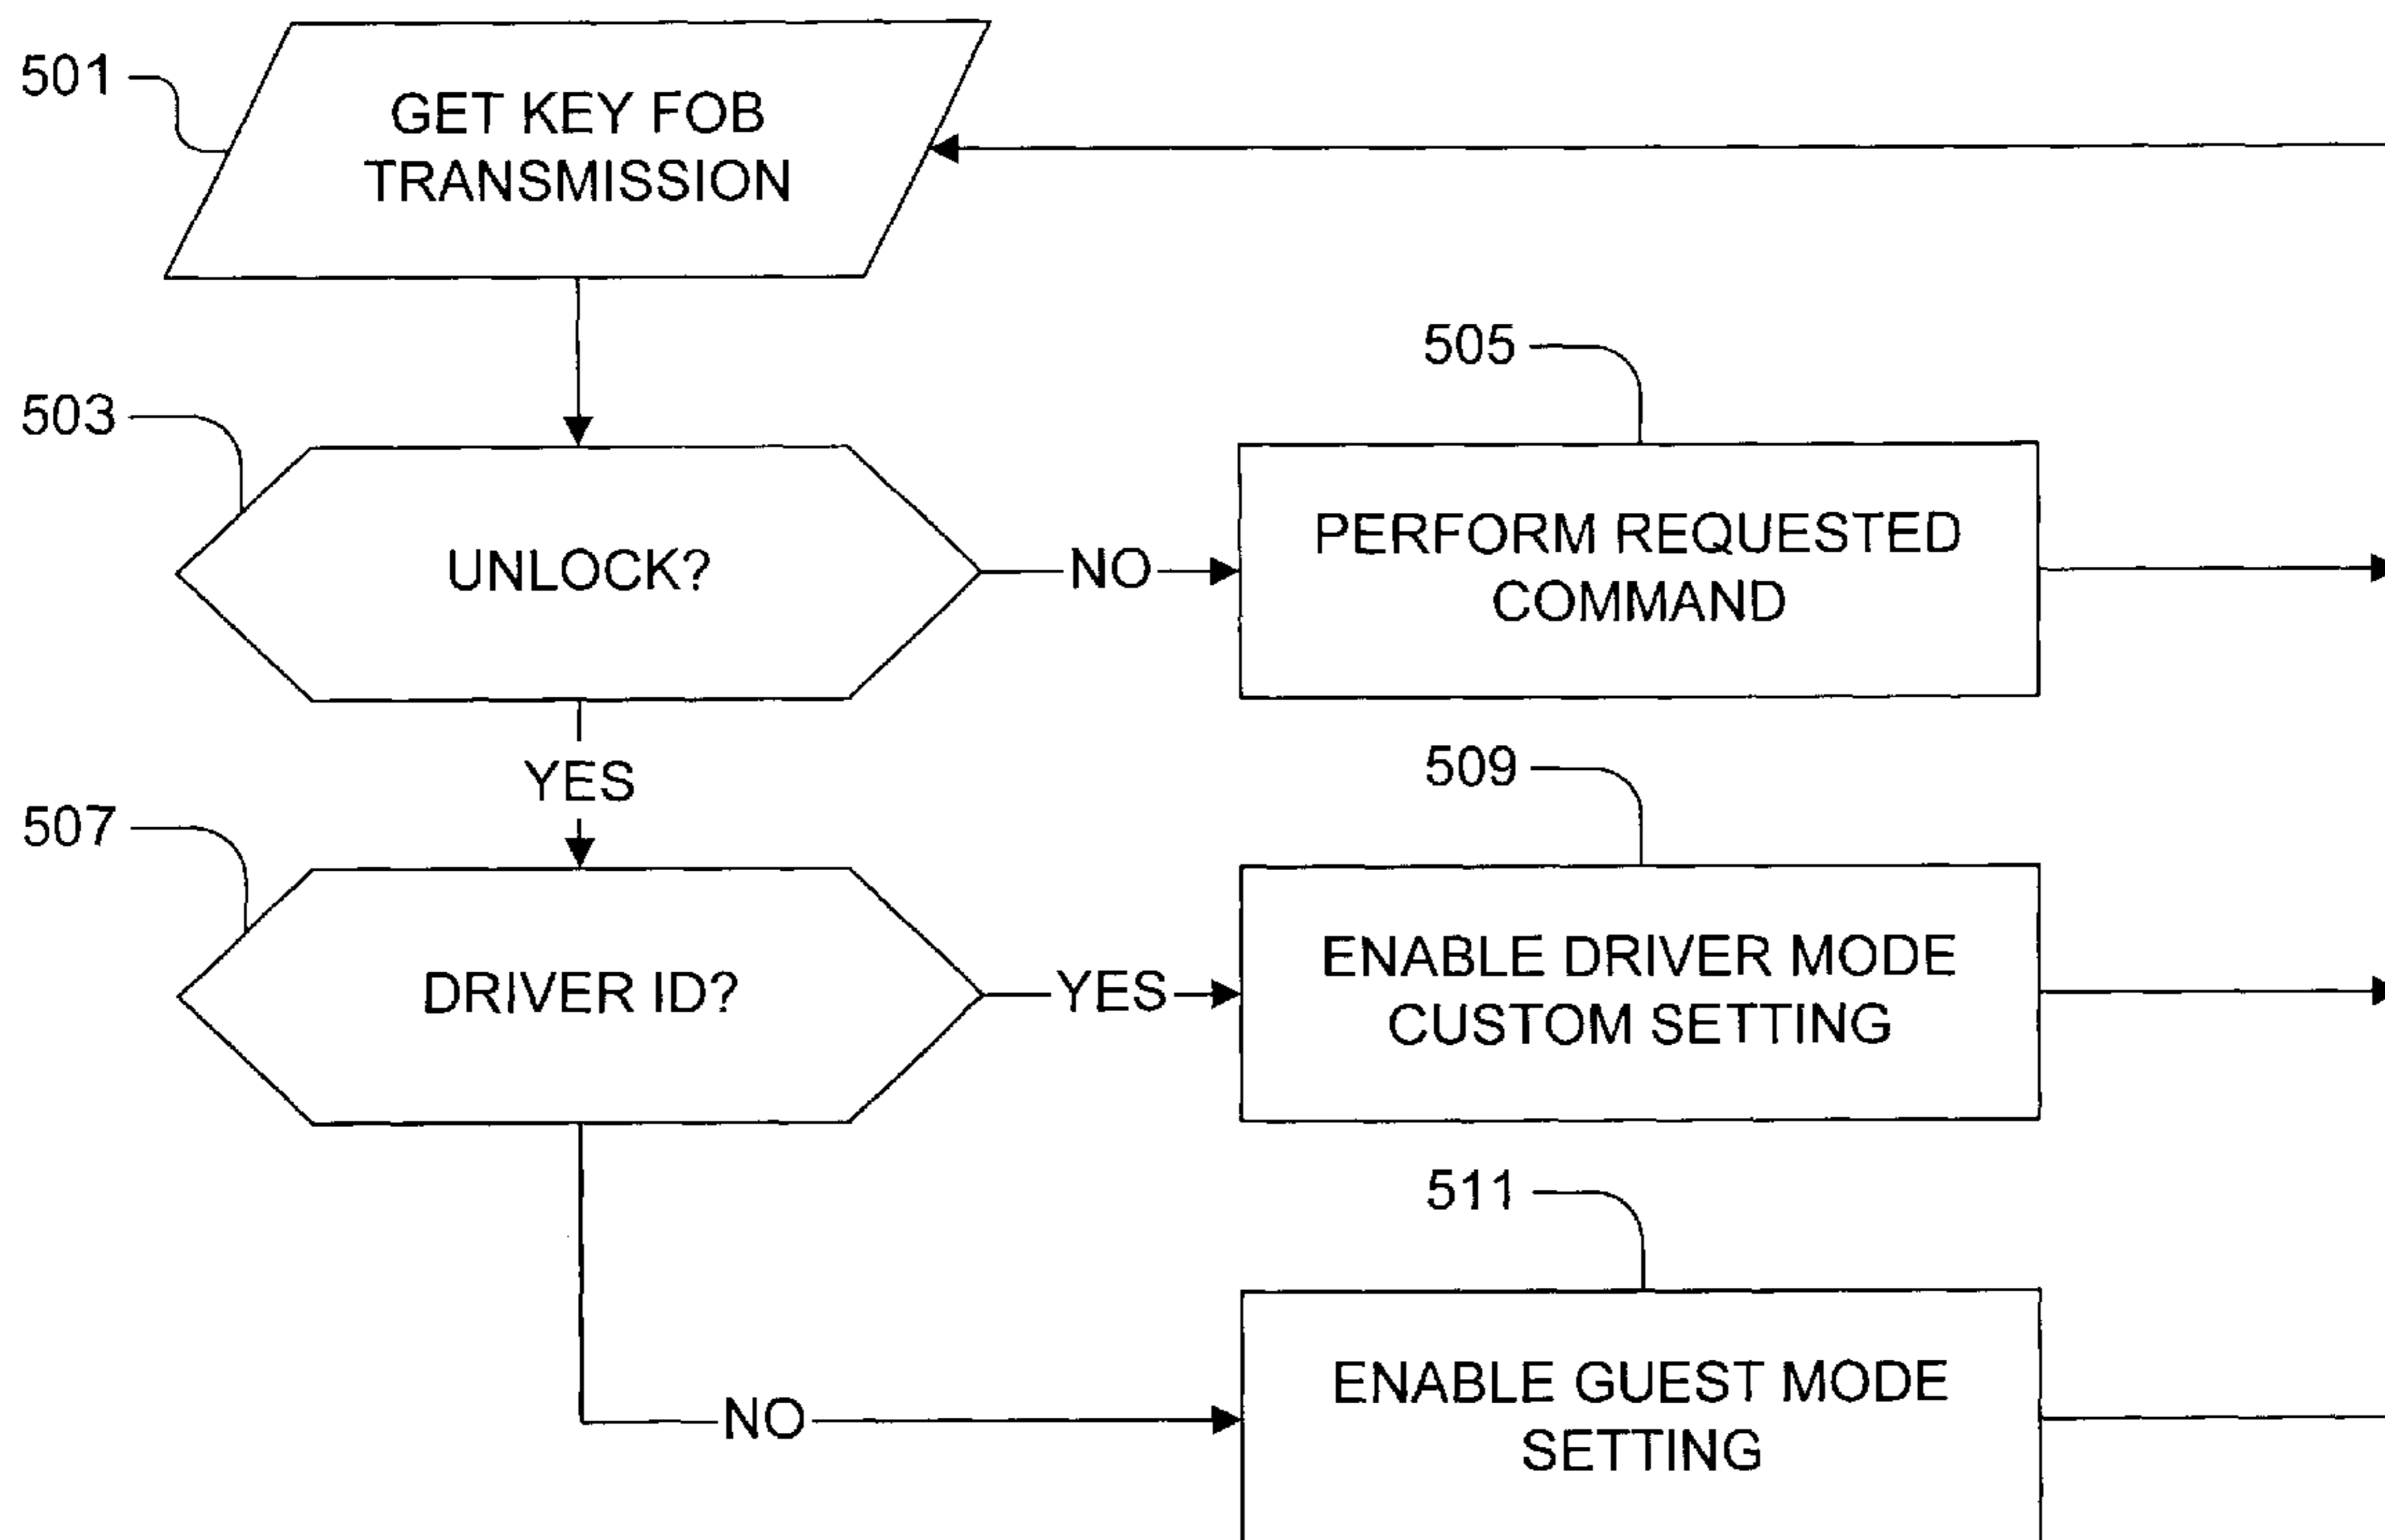 501
GET KEY FOB
TRANSMISSION
503
UNLOCK?
NO
505
PERFORM REQUESTED
COMMAND
YES
507
DRIVER ID?
YES
509
ENABLE DRIVER MODE
CUSTOM SETTING
NO
511
ENABLE GUEST MODE
SETTING